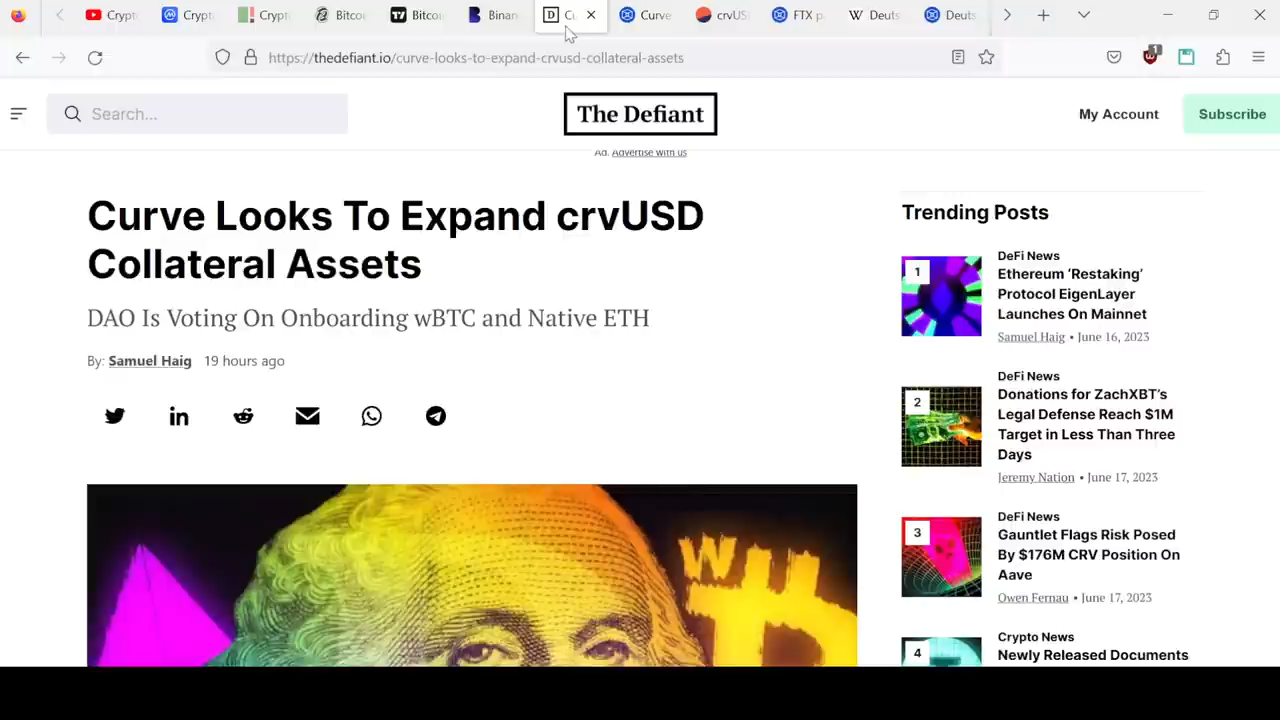 Crypt
Crypt
Crypt
Bitcoi
Bitcoi
Binan
Cu
Curve
crvUS
FTX p
Deuts
Deuts
1
https://thedefiant.io/curve-looks-to-expand-crvusd-collateral-assets
Search...
The Defiant
My Account
Subscribe
Ad. Advertise with us
Curve Looks To Expand crvUSD
Collateral Assets
DAO Is Voting On Onboarding wBTC and Native ETH
By: Samuel Haig 19 hours ago
Trending Posts
1
DeFi News
Ethereum ‘Restaking’
Protocol EigenLayer
Launches On Mainnet
Samuel Haig • June 16, 2023
2
DeFi News
Donations for ZachXBT’s
Legal Defense Reach $1M
Target in Less Than Three
Days
Jeremy Nation • June 17, 2023
3
DeFi News
Gauntlet Flags Risk Posed
By $176M CRV Position On
Aave
Owen Fernau • June 17, 2023
4
Crypto News
Newly Released Documents